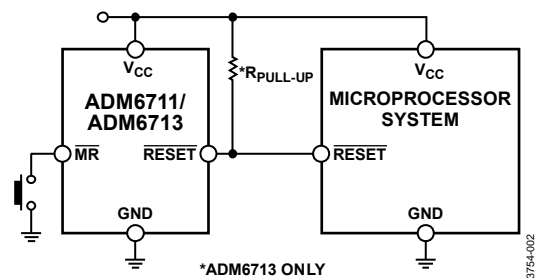 VCC
*RPULL-UP
VCC
ADM6711/
ADM6713
MICROPROCESSOR
SYSTEM
MR
RESET
RESET
GND
GND
*ADM6713 ONLY
3754-002